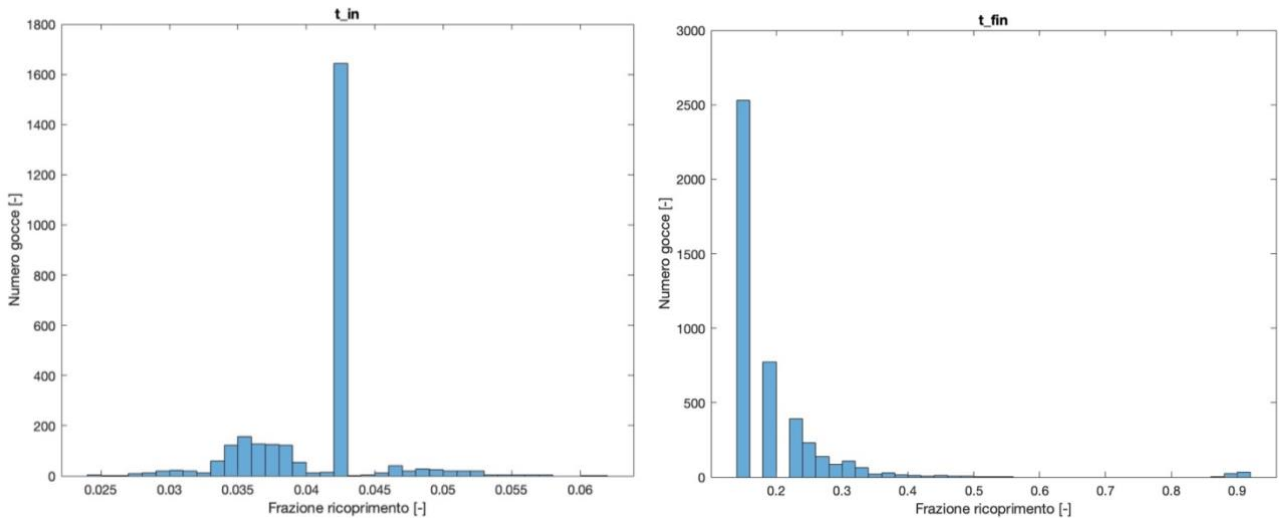 t_in
1800
1600
1400
1200
1000
800
600
400
200
0
Numero gocce [-]
0.025 0.03 0.035 0.04 0.045 0.05 0.055 0.06
Frazione ricoprimento [-]
t_fin
3000
2500
2000
1500
1000
500
0
Numero gocce [-]
0.2 0.3 0.4 0.5 0.6 0.7 0.8 0.9
Frazione ricoprimento [-]